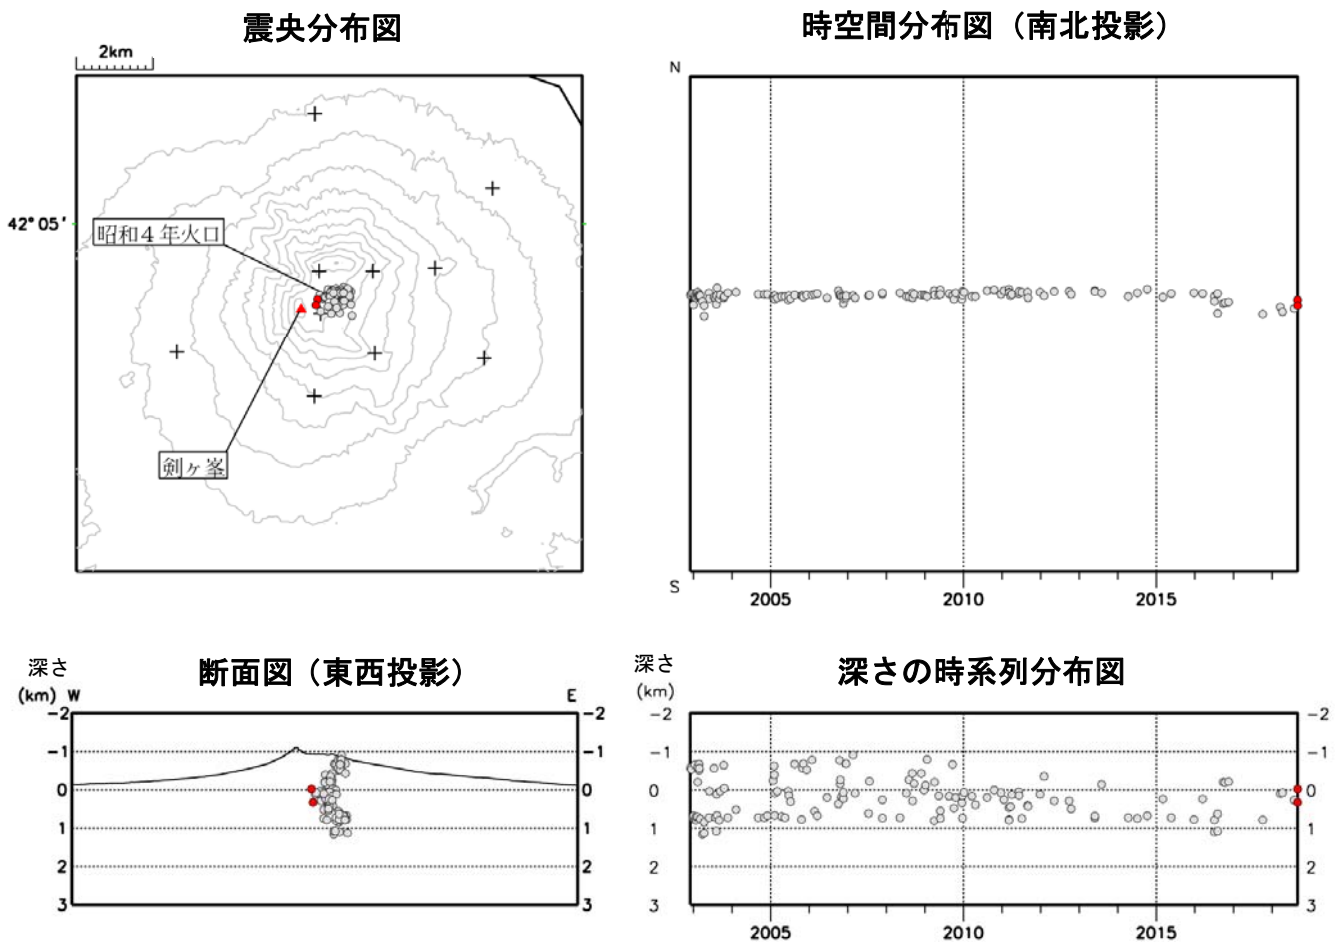 震央分布図
2km
42° 05′
昭和４年火口
剣ヶ峯
時空間分布図（南北投影）
N
S
2005
2010
2015
断面図（東西投影）
深さ
(km) W
E
-2
-1
0
1
2
3
-2
-1
0
1
2
3
深さの時系列分布図
深さ
(km)
-2
-1
0
1
2
3
-2
-1
0
1
2
3
2005
2010
2015